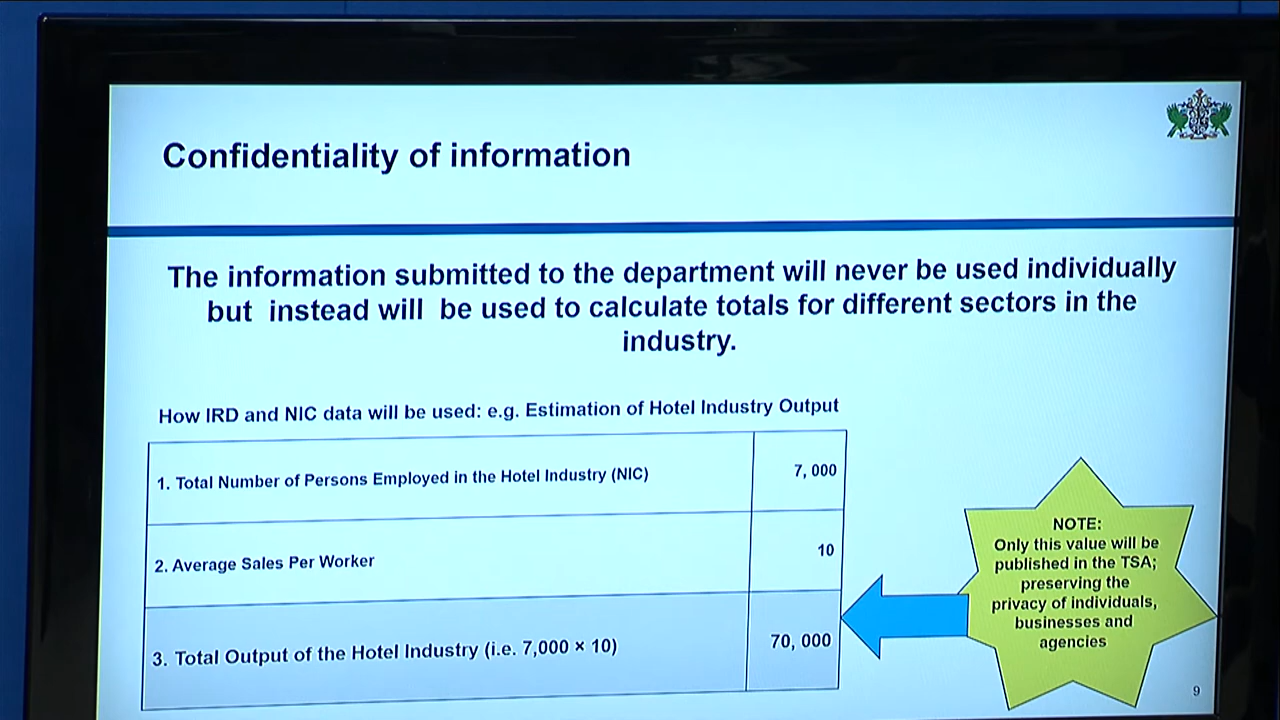 Confidentiality of information
The information submitted to the department will never be used individually
but instead will be used to calculate totals for different sectors in the
industry.
How IRD and NIC data will be used: e.g. Estimation of Hotel Industry Output
1. Total Number of Persons Employed in the Hotel Industry (NIC)
7, 000
2. Average Sales Per Worker
10
3. Total Output of the Hotel Industry (i.e. 7,000 × 10)
70, 000
NOTE:
Only this value will be
published in the TSA;
preserving the
privacy of individuals,
businesses and
agencies
9